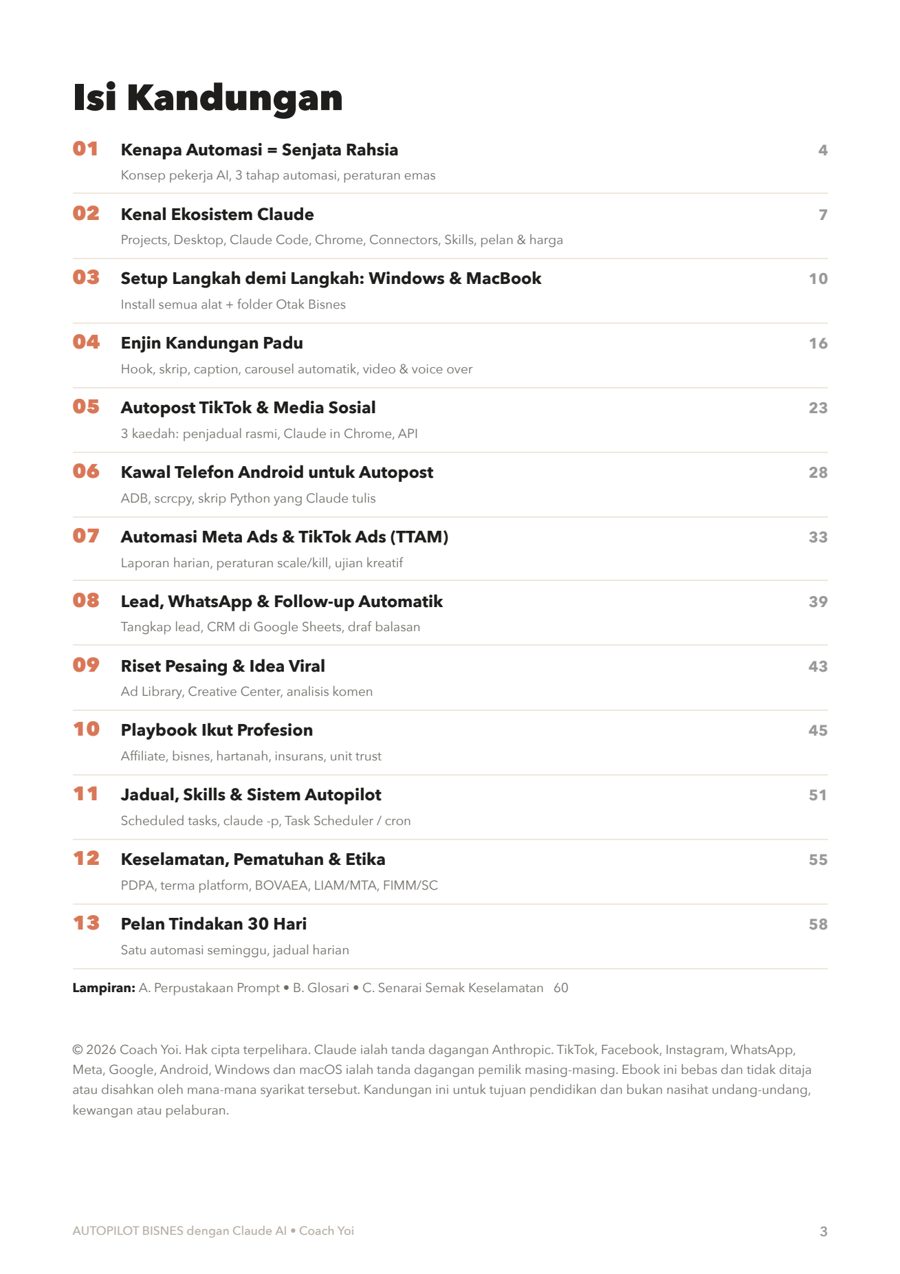 Isi Kandungan
01 Kenapa Automasi = Senjata Rahsia 4
Konsep pekerja AI, 3 tahap automasi, peraturan emas
02 Kenal Ekosistem Claude 7
Projects, Desktop, Claude Code, Chrome, Connectors, Skills, pelan & harga
03 Setup Langkah demi Langkah: Windows & MacBook 10
Install semua alat + folder Otak Bisnes
04 Enjin Kandungan Padu 16
Hook, skrip, caption, carousel automatik, video & voice over
05 Autopost TikTok & Media Sosial 23
3 kaedah: penjadual rasmi, Claude in Chrome, API
06 Kawal Telefon Android untuk Autopost 28
ADB, scrcpy, skrip Python yang Claude tulis
07 Automasi Meta Ads & TikTok Ads (TTAM) 33
Laporan harian, peraturan scale/kill, ujian kreatif
08 Lead, WhatsApp & Follow-up Automatik 39
Tangkap lead, CRM di Google Sheets, draf balasan
09 Riset Pesaing & Idea Viral 43
Ad Library, Creative Center, analisis komen
10 Playbook Ikut Profesion 45
Affiliate, bisnes, hartanah, insurans, unit trust
11 Jadual, Skills & Sistem Autopilot 51
Scheduled tasks, claude -p, Task Scheduler / cron
12 Keselamatan, Pematuhan & Etika 55
PDPA, terma platform, BOVAEA, LIAM/MTA, FIMM/SC
13 Pelan Tindakan 30 Hari 58
Satu automasi seminggu, jadual harian
Lampiran: A. Perpustakaan Prompt • B. Glosari • C. Senarai Semak Keselamatan 60
© 2026 Coach Yoi. Hak cipta terpelihara. Claude ialah tanda dagangan Anthropic. TikTok, Facebook, Instagram, WhatsApp,
Meta, Google, Android, Windows dan macOS ialah tanda dagangan pemilik masing-masing. Ebook ini bebas dan tidak ditaja
atau disahkan oleh mana-mana syarikat tersebut. Kandungan ini untuk tujuan pendidikan dan bukan nasihat undang-undang,
kewangan atau pelaburan.
AUTOPILOT BISNES dengan Claude AI • Coach Yoi 3